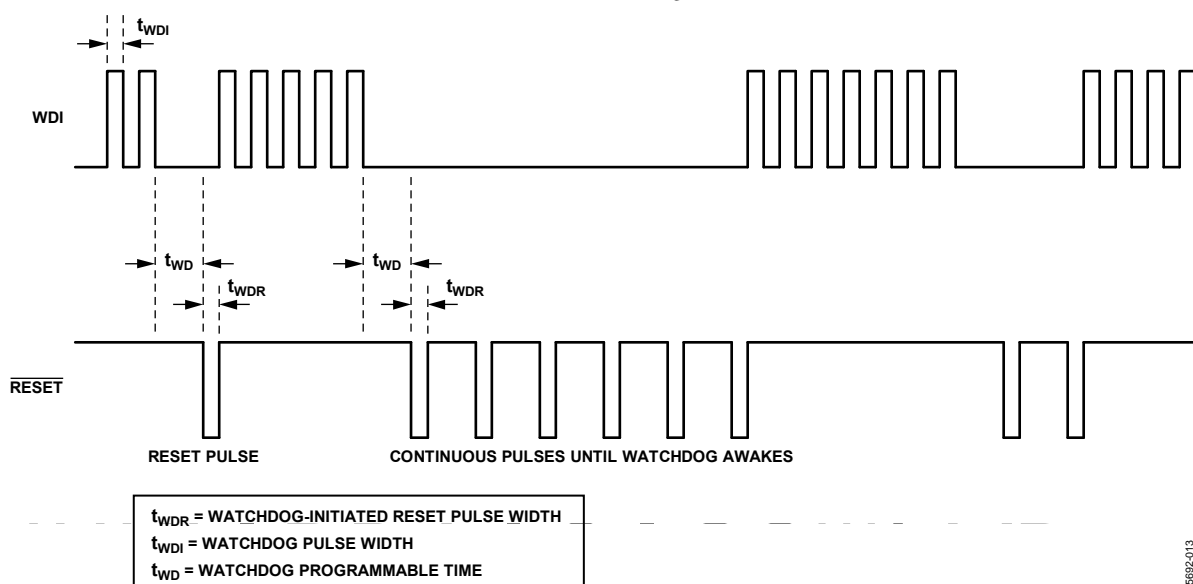 tWDI
WDI
tWD
tWD
tWDR
tWDR
RESET
RESET PULSE
CONTINUOUS PULSES UNTIL WATCHDOG AWAKES
tWDR = WATCHDOG-INITIATED RESET PULSE WIDTH
tWDI = WATCHDOG PULSE WIDTH
tWD = WATCHDOG PROGRAMMABLE TIME
5692-013